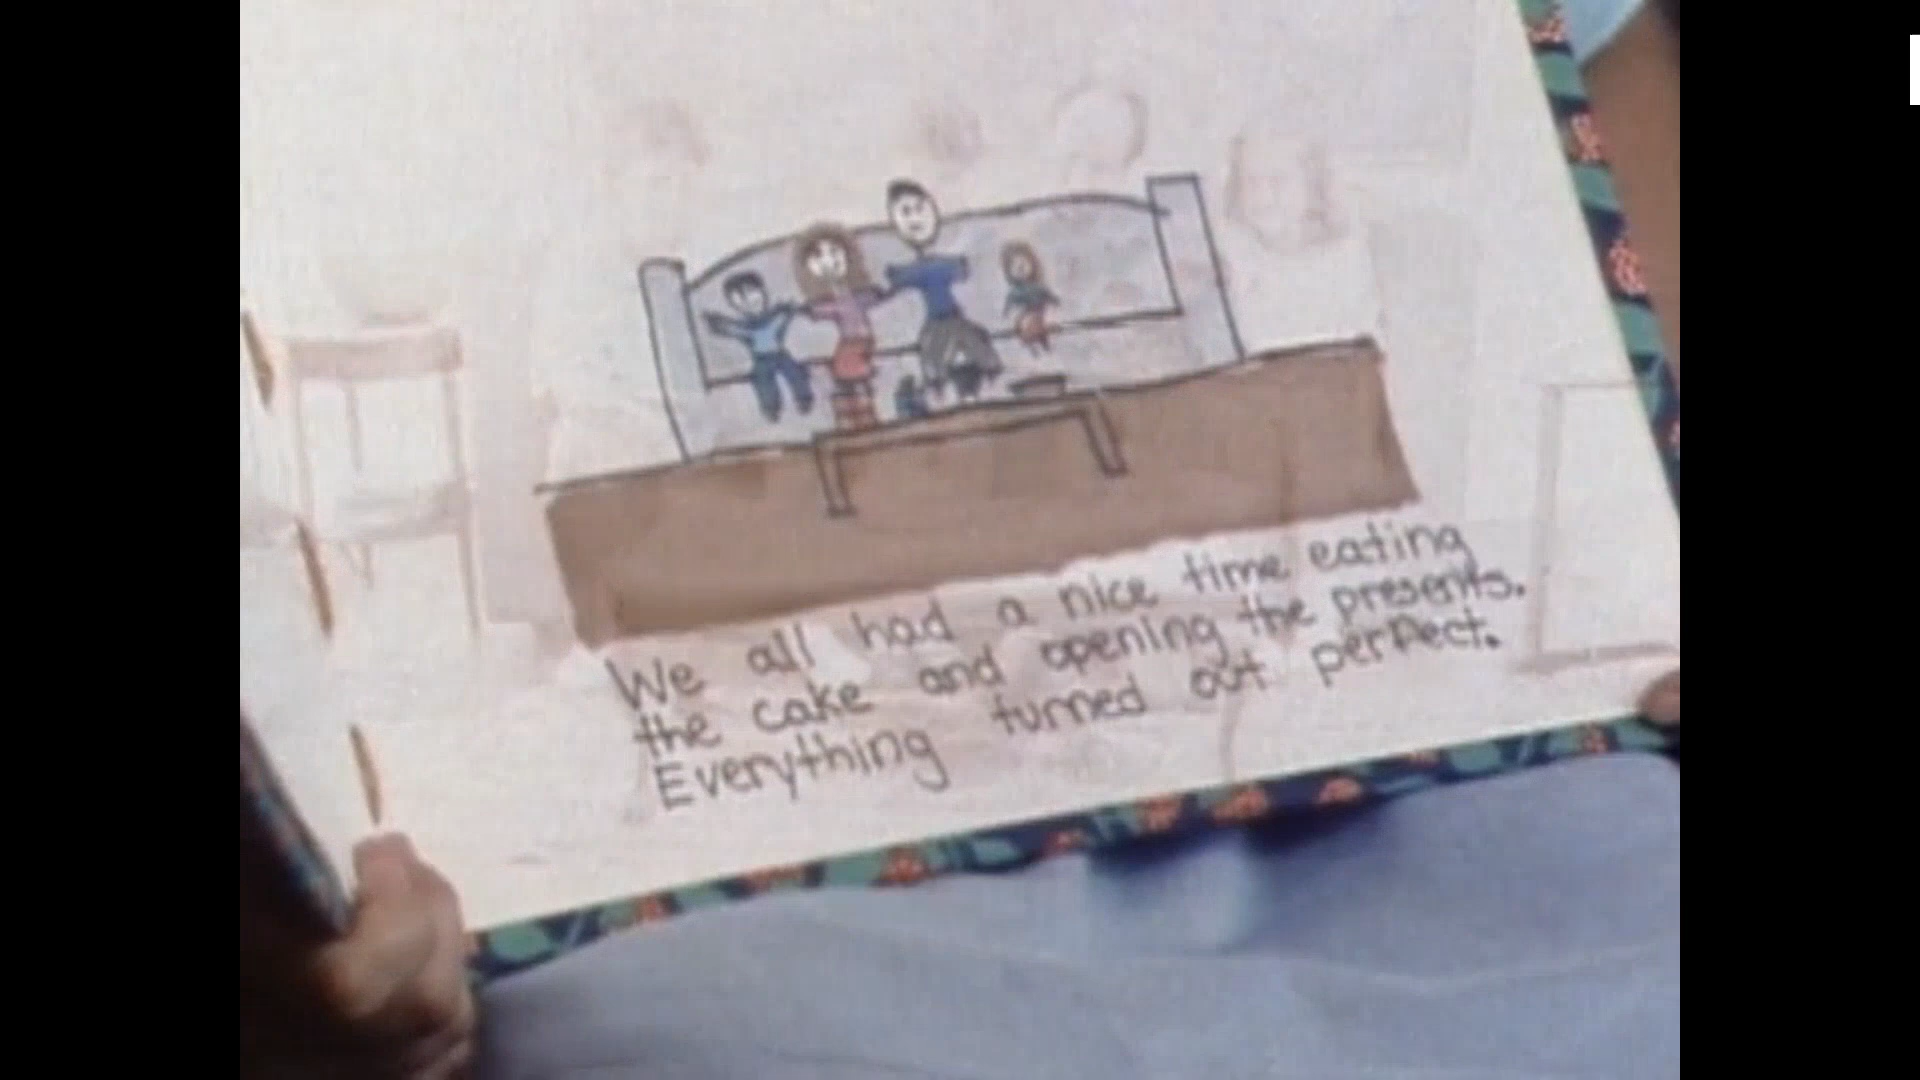 We all had a nice time eating
the cake and opening the presents.
Everything turned out perfect.